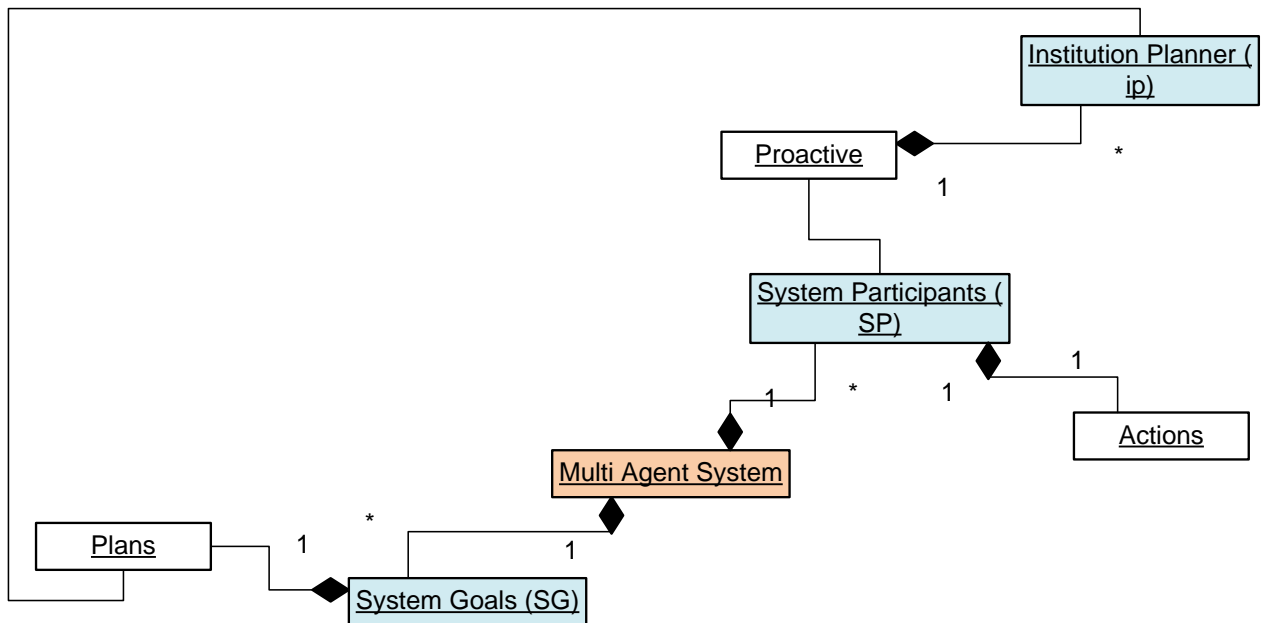 Institution Planner (
ip)
Proactive
*
1
System Participants (
SP)
1
*
1
1
Actions
Multi Agent System
*
1
1
Plans
System Goals (SG)